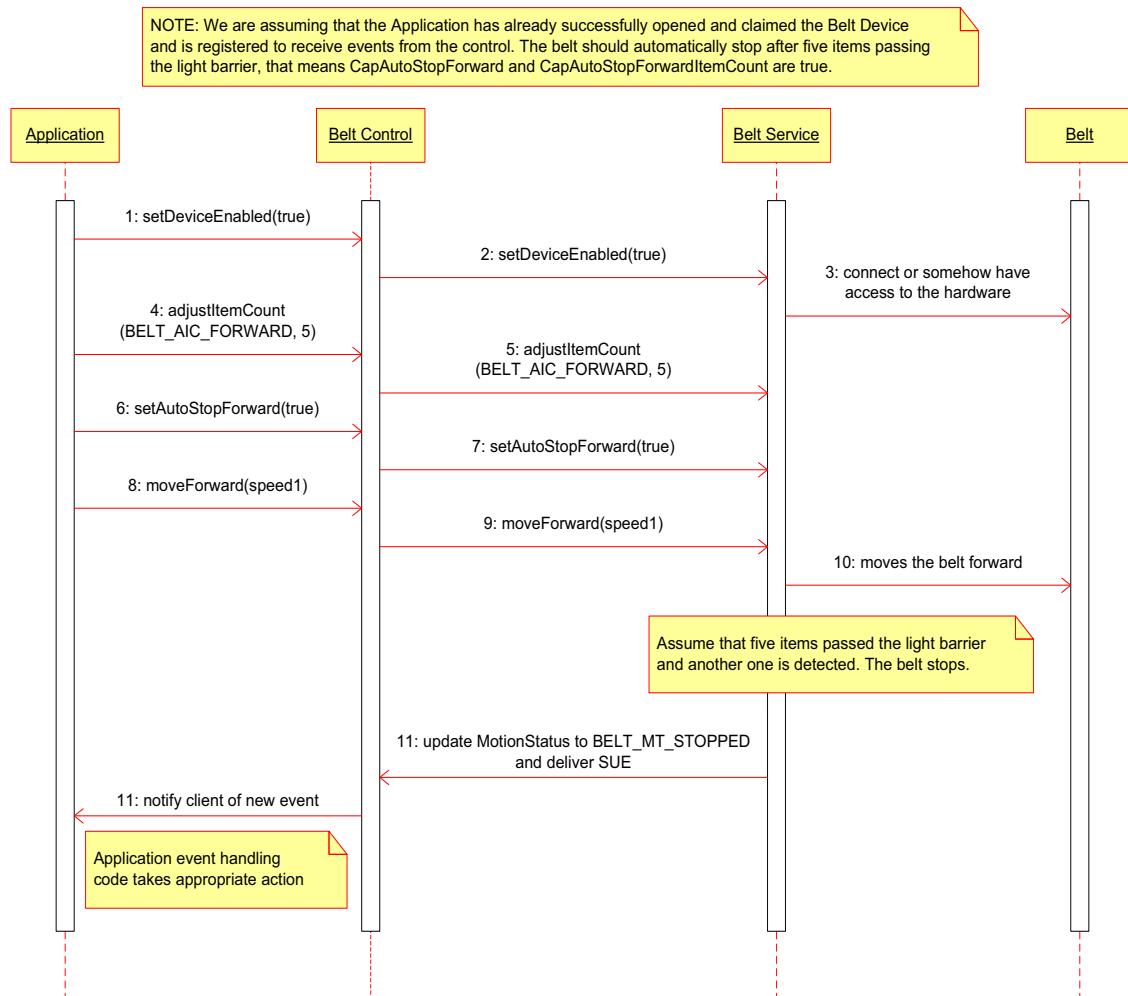 NOTE: We are assuming that the Application has already successfully opened and claimed the Belt Device
and is registered to receive events from the control. The belt should automatically stop after five items passing
the light barrier, that means CapAutoStopForward and CapAutoStopForwardItemCount are true.
Application
Belt Control
Belt Service
Belt
1: setDeviceEnabled(true)
2: setDeviceEnabled(true)
3: connect or somehow have
access to the hardware
4: adjustItemCount
(BELT_AIC_FORWARD, 5)
5: adjustItemCount
(BELT_AIC_FORWARD, 5)
6: setAutoStopForward(true)
7: setAutoStopForward(true)
8: moveForward(speed1)
9: moveForward(speed1)
10: moves the belt forward
Assume that five items passed the light barrier
and another one is detected. The belt stops.
11: update MotionStatus to BELT_MT_STOPPED
and deliver SUE
11: notify client of new event
Application event handling
code takes appropriate action